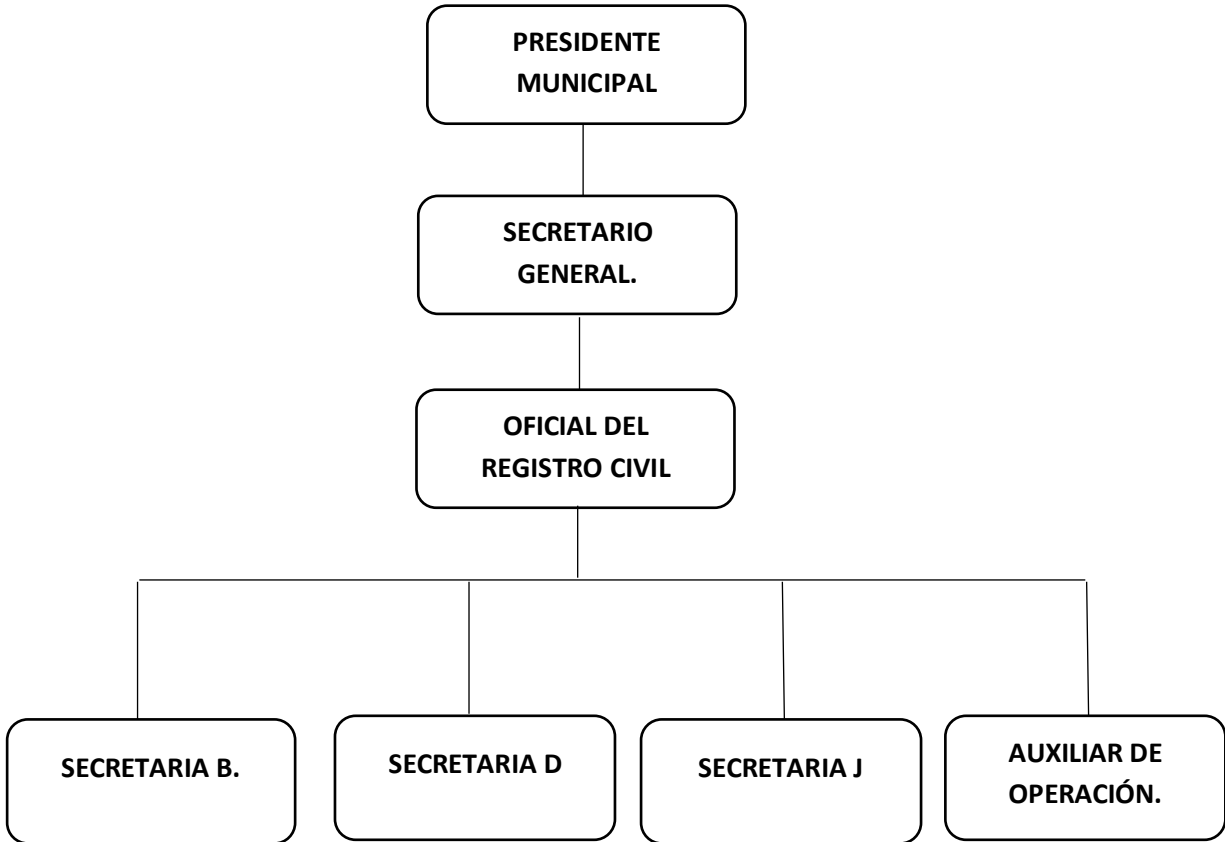 PRESIDENTE
MUNICIPAL
SECRETARIO
GENERAL.
OFICIAL DEL
REGISTRO CIVIL
SECRETARIA B.
SECRETARIA D
SECRETARIA J
AUXILIAR DE
OPERACIÓN.